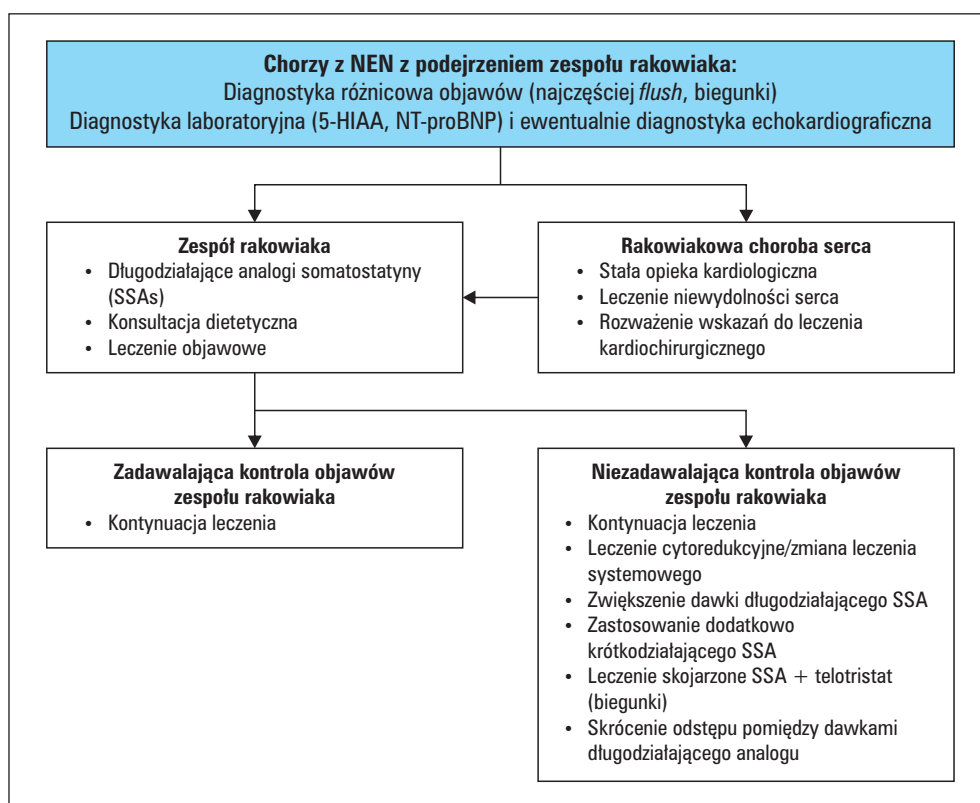 Chorzy z NEN z podejrzeniem zespołu rakowiaka:
Diagnostyka różnicowa objawów (najczęściej flush, biegunki)
Diagnostyka laboratoryjna (5-HIAA, NT-proBNP) i ewentualnie diagnostyka echokardiograficzna
Zespół rakowiaka
• Długodziałające analogi somatostatyny
(SSAs)
• Konsultacja dietetyczna
• Leczenie objawowe
Rakowiakowa choroba serca
• Stała opieka kardiologiczna
• Leczenie niewydolności serca
• Rozważenie wskazań do leczenia
kardiochirurgicznego
Zadawalająca kontrola objawów
zespołu rakowiaka
• Kontynuacja leczenia
Niezadawalająca kontrola objawów
zespołu rakowiaka
• Kontynuacja leczenia
• Leczenie cytoredukcyjne/zmiana leczenia
systemowego
• Zwiększenie dawki długodziałającego SSA
• Zastosowanie dodatkowo
krótkodziałającego SSA
• Leczenie skojarzone SSA + telotristat
(biegunki)
• Skrócenie odstępu pomiędzy dawkami
długodziałającego analogu